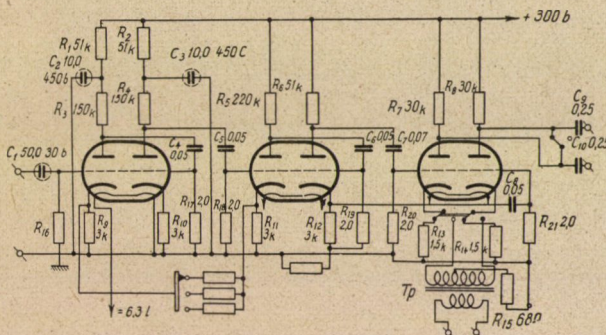 + 300 b
R1 51k
R2 51k
C2 10,0 450b
C3 10,0 450 C
R3 150k
R4 150k
R5 220k
R6 51k
R7 30k
R8 30k
C9 0,25
C10 0,25
C1 50,0 30 b
C4 0,05
C5 0,05
C6 0,05
C7 0,07
C8 0,05
R16
R9 3k
R10 3k
R17 2,0
R18 2,0
R11 3k
R12 3k
R19 2,0
R20 2,0
R13 1,5k
R14 1,5k
R21 2,0
= 6,3 l
Tp
R15 680